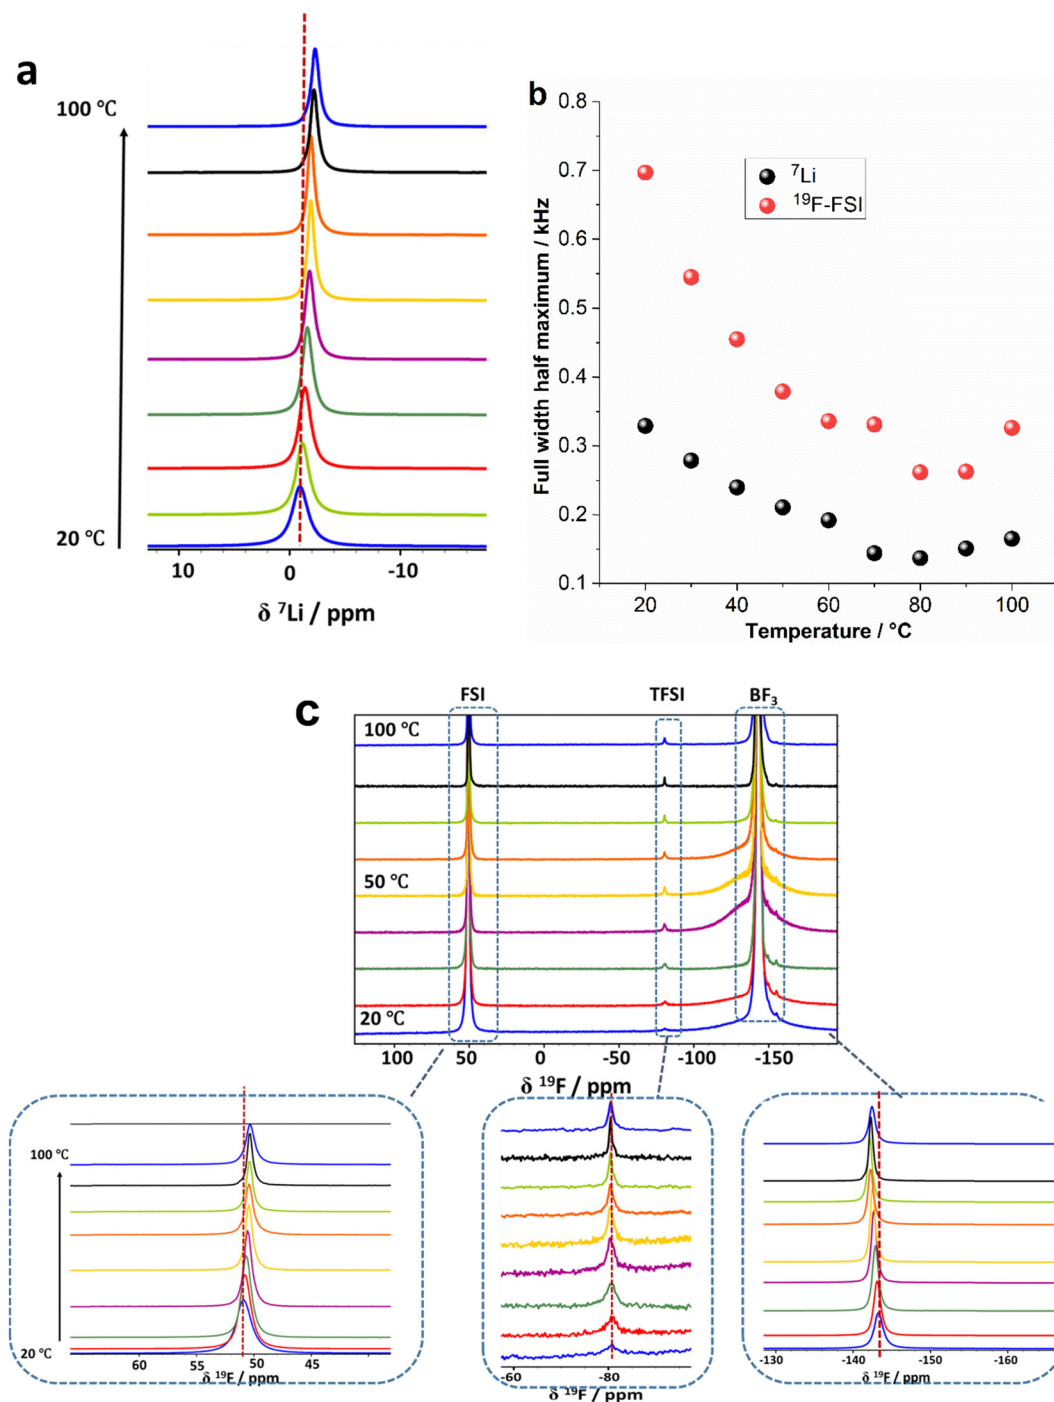 a
100 °C
20 °C
10 0 -10
δ ⁷Li / ppm
b
0.8
0.7
0.6
0.5
0.4
0.3
0.2
0.1
Full width half maximum / kHz
⁷Li
¹⁹F-FSI
20 40 60 80 100
Temperature / °C
c
FSI TFSI BF₃
100 °C
50 °C
20 °C
100 50 0 -50 -100 -150
δ ¹⁹F / ppm
100 °C
20 °C
60 55 50 45
δ ¹⁹F / ppm
-60 -80
δ ¹⁹F / ppm
-130 -140 -150 -160
δ ¹⁹F / ppm